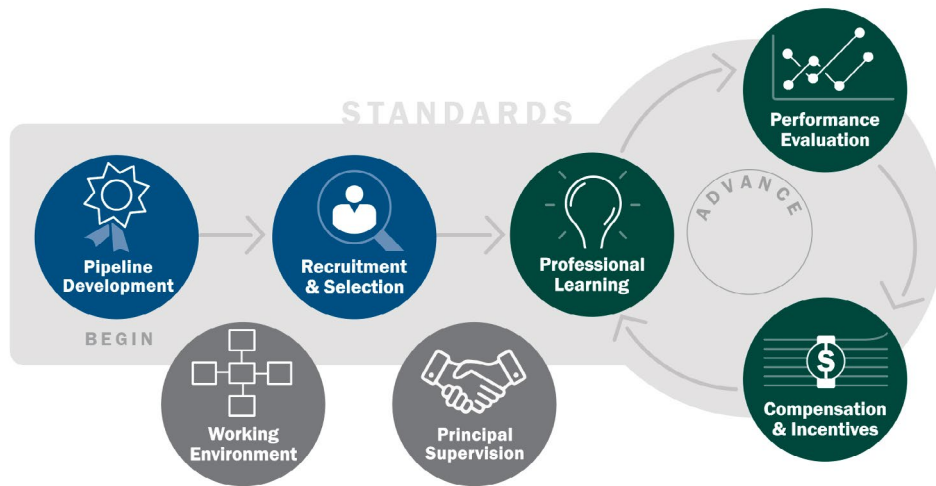 STANDARDS
Pipeline
Development
Recruitment
& Selection
Professional
Learning
ADVANCE
Performance
Evaluation
BEGIN
Working
Environment
Principal
Supervision
$
Compensation
& Incentives